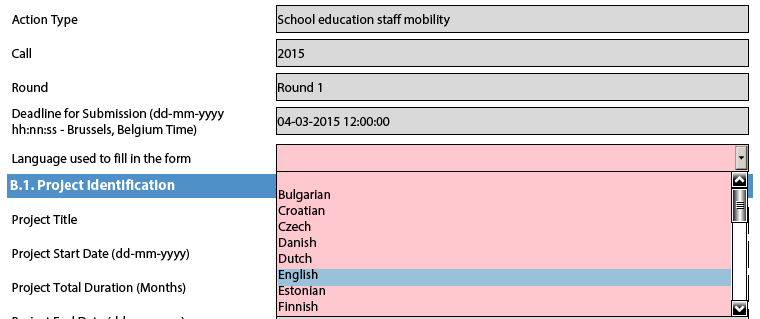 Action Type
School education staff mobility
Call
2015
Round
Round 1
Deadline for Submission (dd-mm-yyyy
hh:nn:ss - Brussels, Belgium Time)
04-03-2015 12:00:00
Language used to fill in the form
B.1. Project Identification
Bulgarian
Croatian
Czech
Danish
Dutch
English
Estonian
Finnish
Project Title
Project Start Date (dd-mm-yyyy)
Project Total Duration (Months)